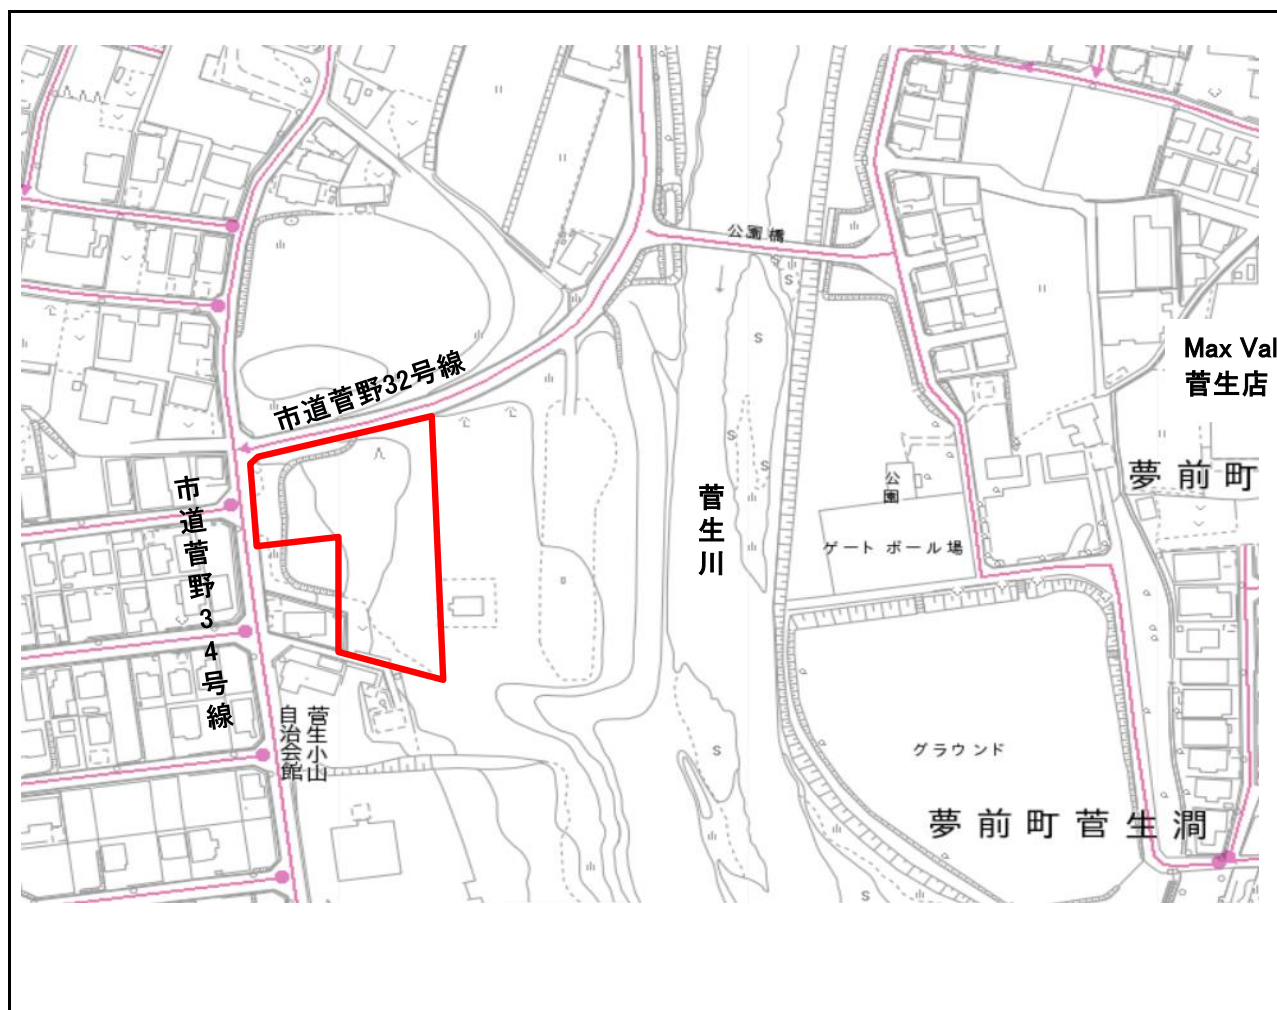 公園橋
Max Val
菅生店
市道菅野32号線
夢前町
公園
市道菅野34号線
菅生川
ゲートボール場
菅生小山
自治会館
グラウンド
夢前町菅生澗